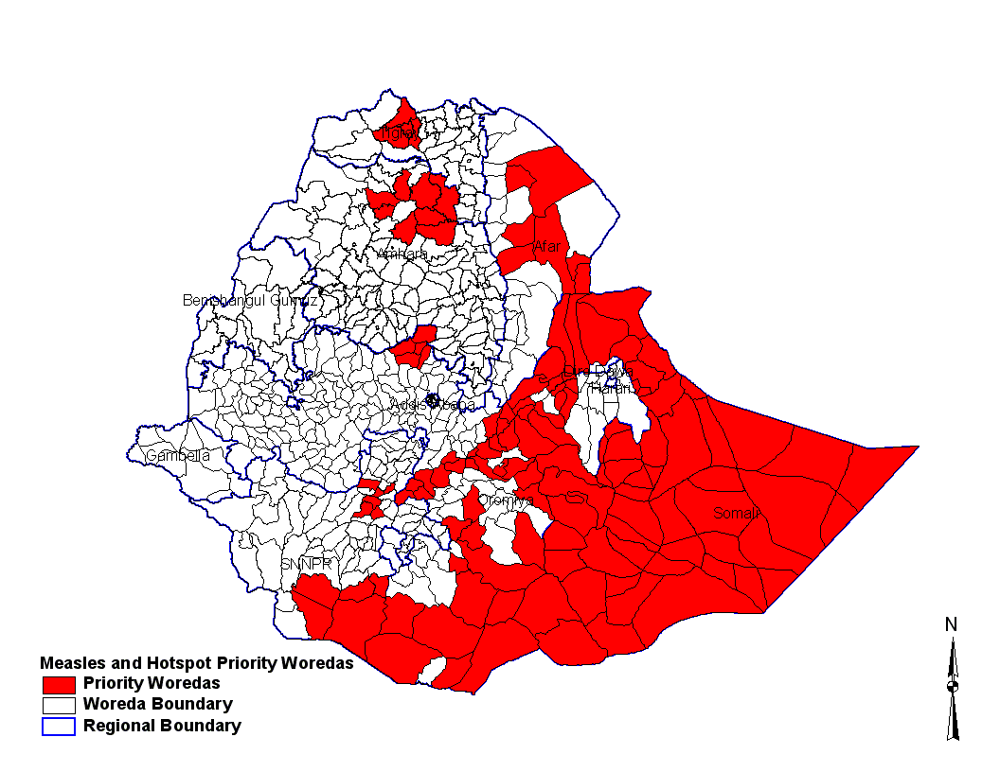 Tigray
Afar
Amhara
Benishangul Gumuz
Dire Dawa
Harari
Addis Ababa
Gambella
Oromiya
Somali
SNNPR
N
Measles and Hotspot Priority Woredas
Priority Woredas
Woreda Boundary
Regional Boundary